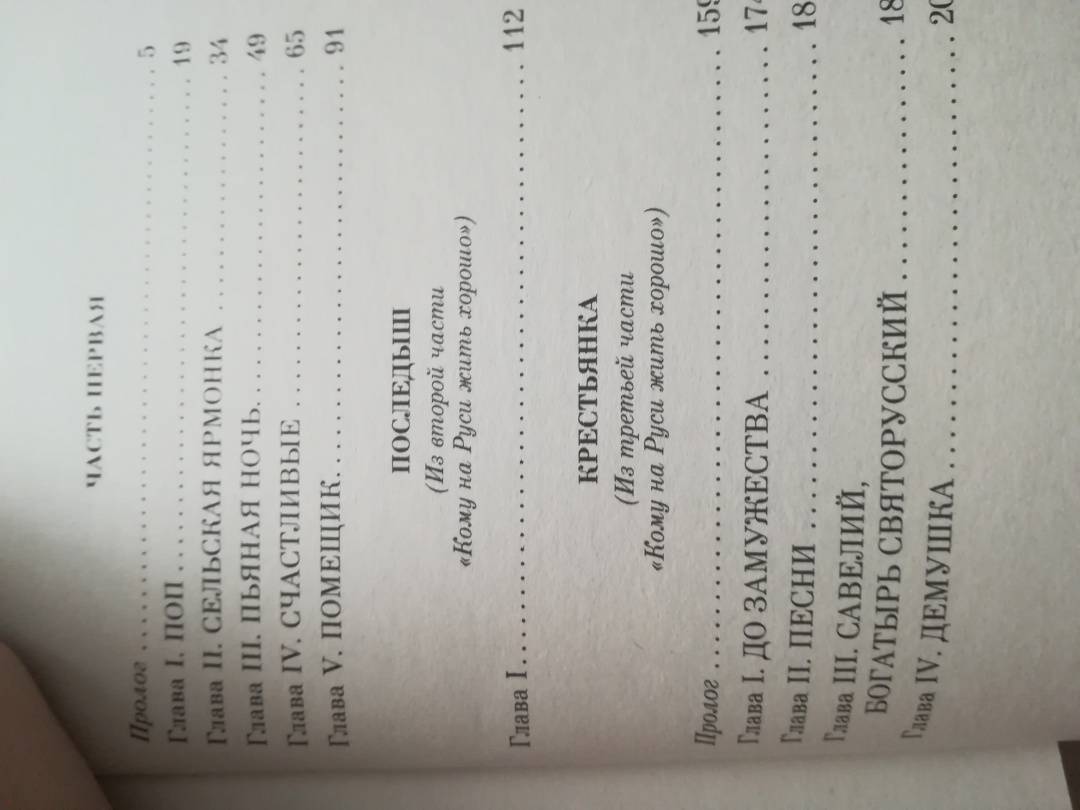 ЧАСТЬ ПЕРВАЯ
Пролог 5
Глава I. ПОП 19
Глава II. СЕЛЬСКАЯ ЯРМОНКА 34
Глава III. ПЬЯНАЯ НОЧЬ 49
Глава IV. СЧАСТЛИВЫЕ 65
Глава V. ПОМЕЩИК 91
ПОСЛЕДЫШ
(Из второй части
«Кому на Руси жить хорошо»)
Глава I 112
КРЕСТЬЯНКА
(Из третьей части
«Кому на Руси жить хорошо»)
Пролог 159
Глава I. ДО ЗАМУЖЕСТВА 174
Глава II. ПЕСНИ
Глава III. САВЕЛИЙ,
БОГАТЫРЬ СВЯТОРУССКИЙ
Глава IV. ДЕМУШКА